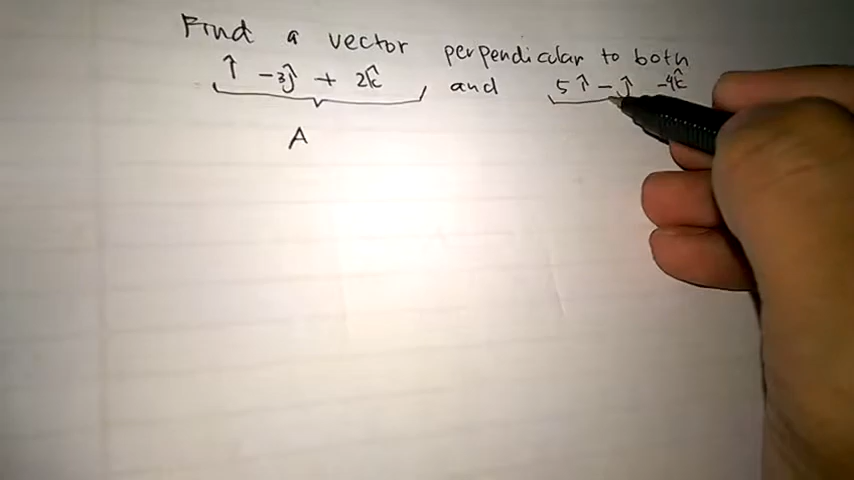 Find a vector perpendicular to both
î -3ĵ + 2k̂ and 5î - ĵ -4k̂
A